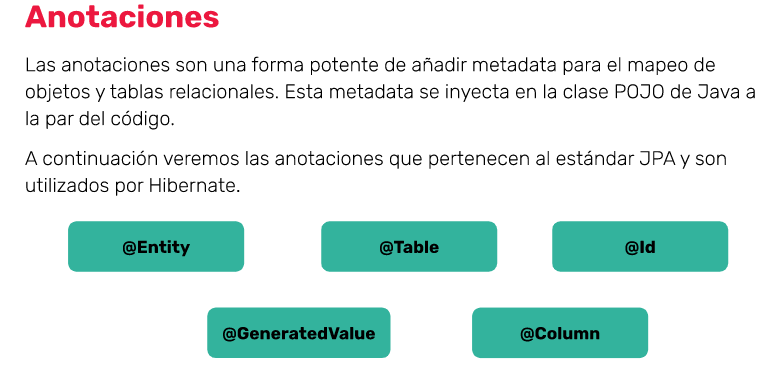 Anotaciones
Las anotaciones son una forma potente de añadir metadata para el mapeo de
objetos y tablas relacionales. Esta metadata se inyecta en la clase POJO de Java a
la par del código.
A continuación veremos las anotaciones que pertenecen al estándar JPA y son
utilizados por Hibernate.
@Entity
@Table
@Id
@GeneratedValue
@Column